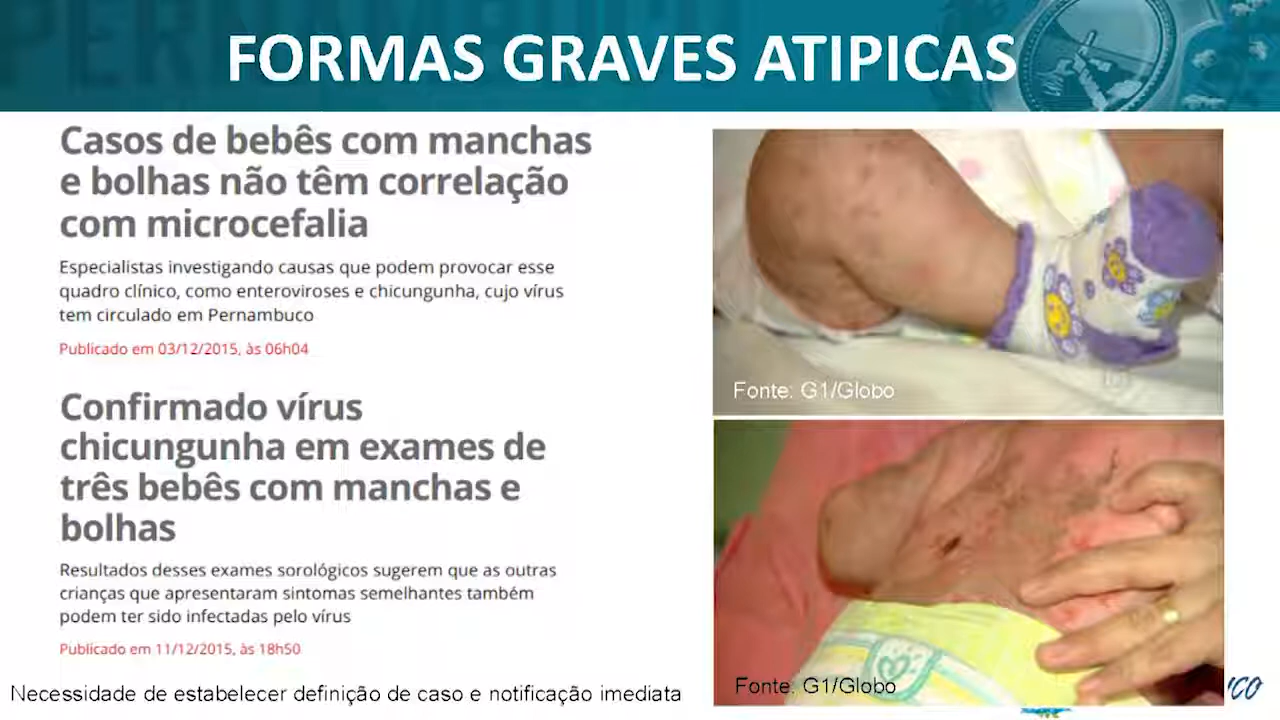 FORMAS GRAVES ATIPICAS
Casos de bebês com manchas
e bolhas não têm correlação
com microcefalia
Especialistas investigando causas que podem provocar esse
quadro clínico, como enteroviroses e chicungunha, cujo vírus
tem circulado em Pernambuco
Publicado em 03/12/2015, às 06h04
Confirmado vírus
chicungunha em exames de
três bebês com manchas e
bolhas
Resultados desses exames sorológicos sugerem que as outras
crianças que apresentaram sintomas semelhantes também
podem ter sido infectadas pelo vírus
Publicado em 11/12/2015, às 18h50
Necessidade de estabelecer definição de caso e notificação imediata
Fonte: G1/Globo
Fonte: G1/Globo